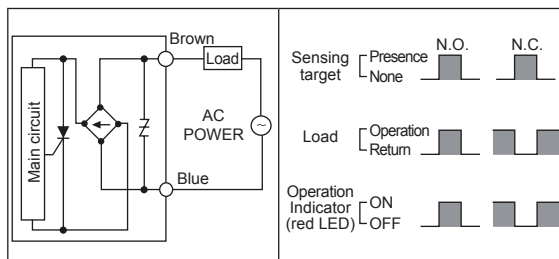 Brown
Load
Main circuit
AC
POWER
~
Blue
N.O. N.C.
Sensing target Presence
None
Load Operation
Return
Operation Indicator (red LED) ON
OFF